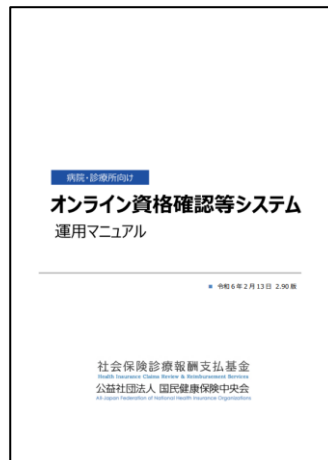 病院・診療所向け
オンライン資格確認等システム
運用マニュアル
■ 令和6年2月13日 2.90版
社会保険診療報酬支払基金
Health Insurance Claims Review & Reimbursement Services
公益社団法人 国民健康保険中央会
All-Japan Federation of National Health Insurance Organizations